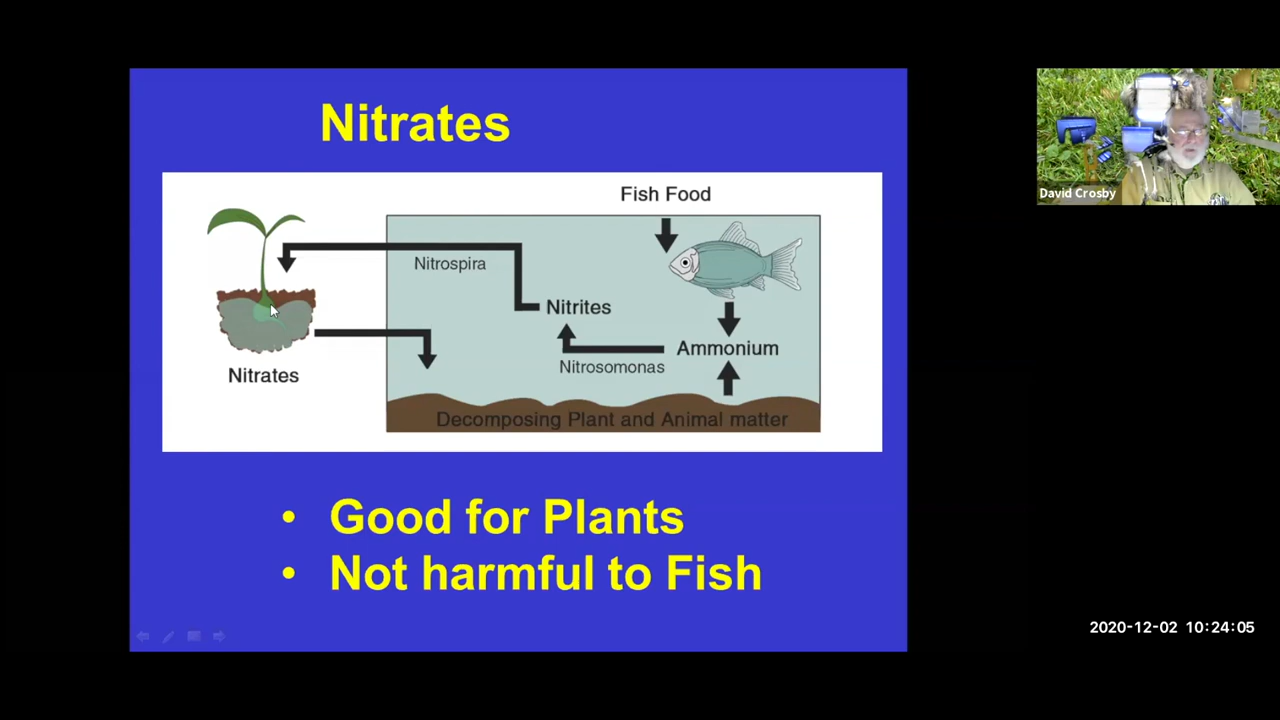 Nitrates
Fish Food
Nitrospira
Nitrites
Ammonium
Nitrosomonas
Nitrates
Decomposing Plant and Animal matter
• Good for Plants
• Not harmful to Fish
David Crosby
2020-12-02 10:24:05